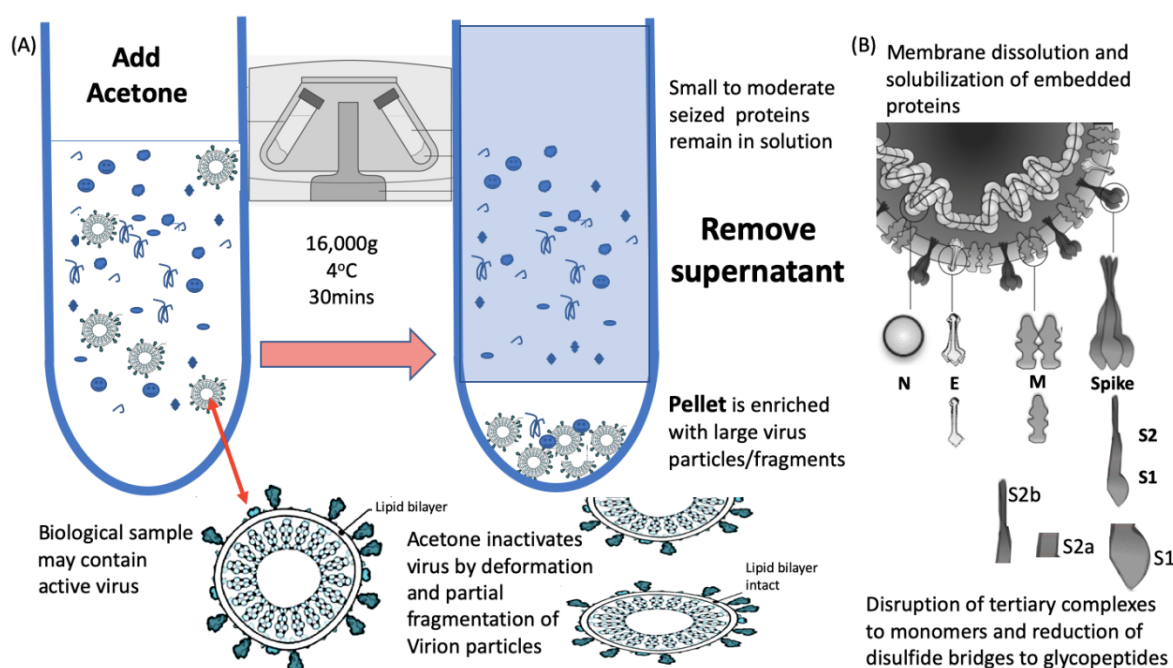 (A)
Add
Acetone
16,000g
4°C
30mins
Small to moderate
seized proteins
remain in solution
Remove
supernatant
Pellet is enriched
with large virus
particles/fragments
Biological sample
may contain
active virus
Lipid bilayer
Acetone inactivates
virus by deformation
and partial
fragmentation of
Virion particles
Lipid bilayer
intact
(B)
Membrane dissolution and
solubilization of embedded
proteins
N E M Spike
S2
S1
S2b
S2a
S1
Disruption of tertiary complexes
to monomers and reduction of
disulfide bridges to glycopeptides